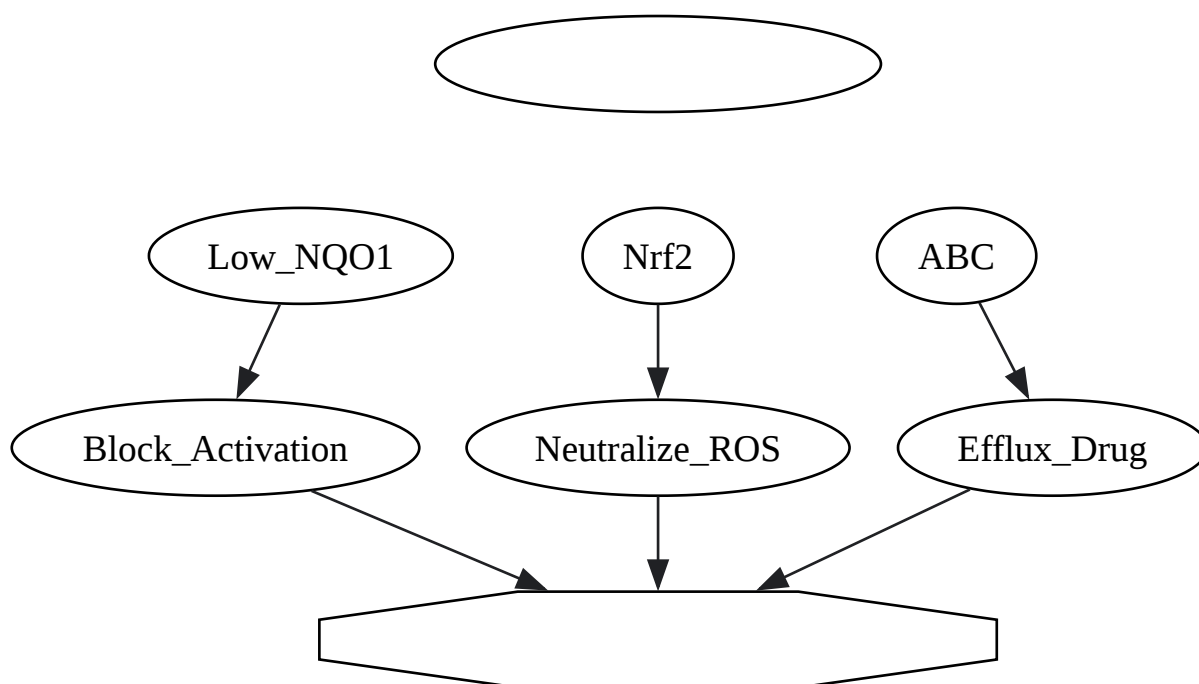 Low_NQO1
Nrf2
ABC
Block_Activation
Neutralize_ROS
Efflux_Drug